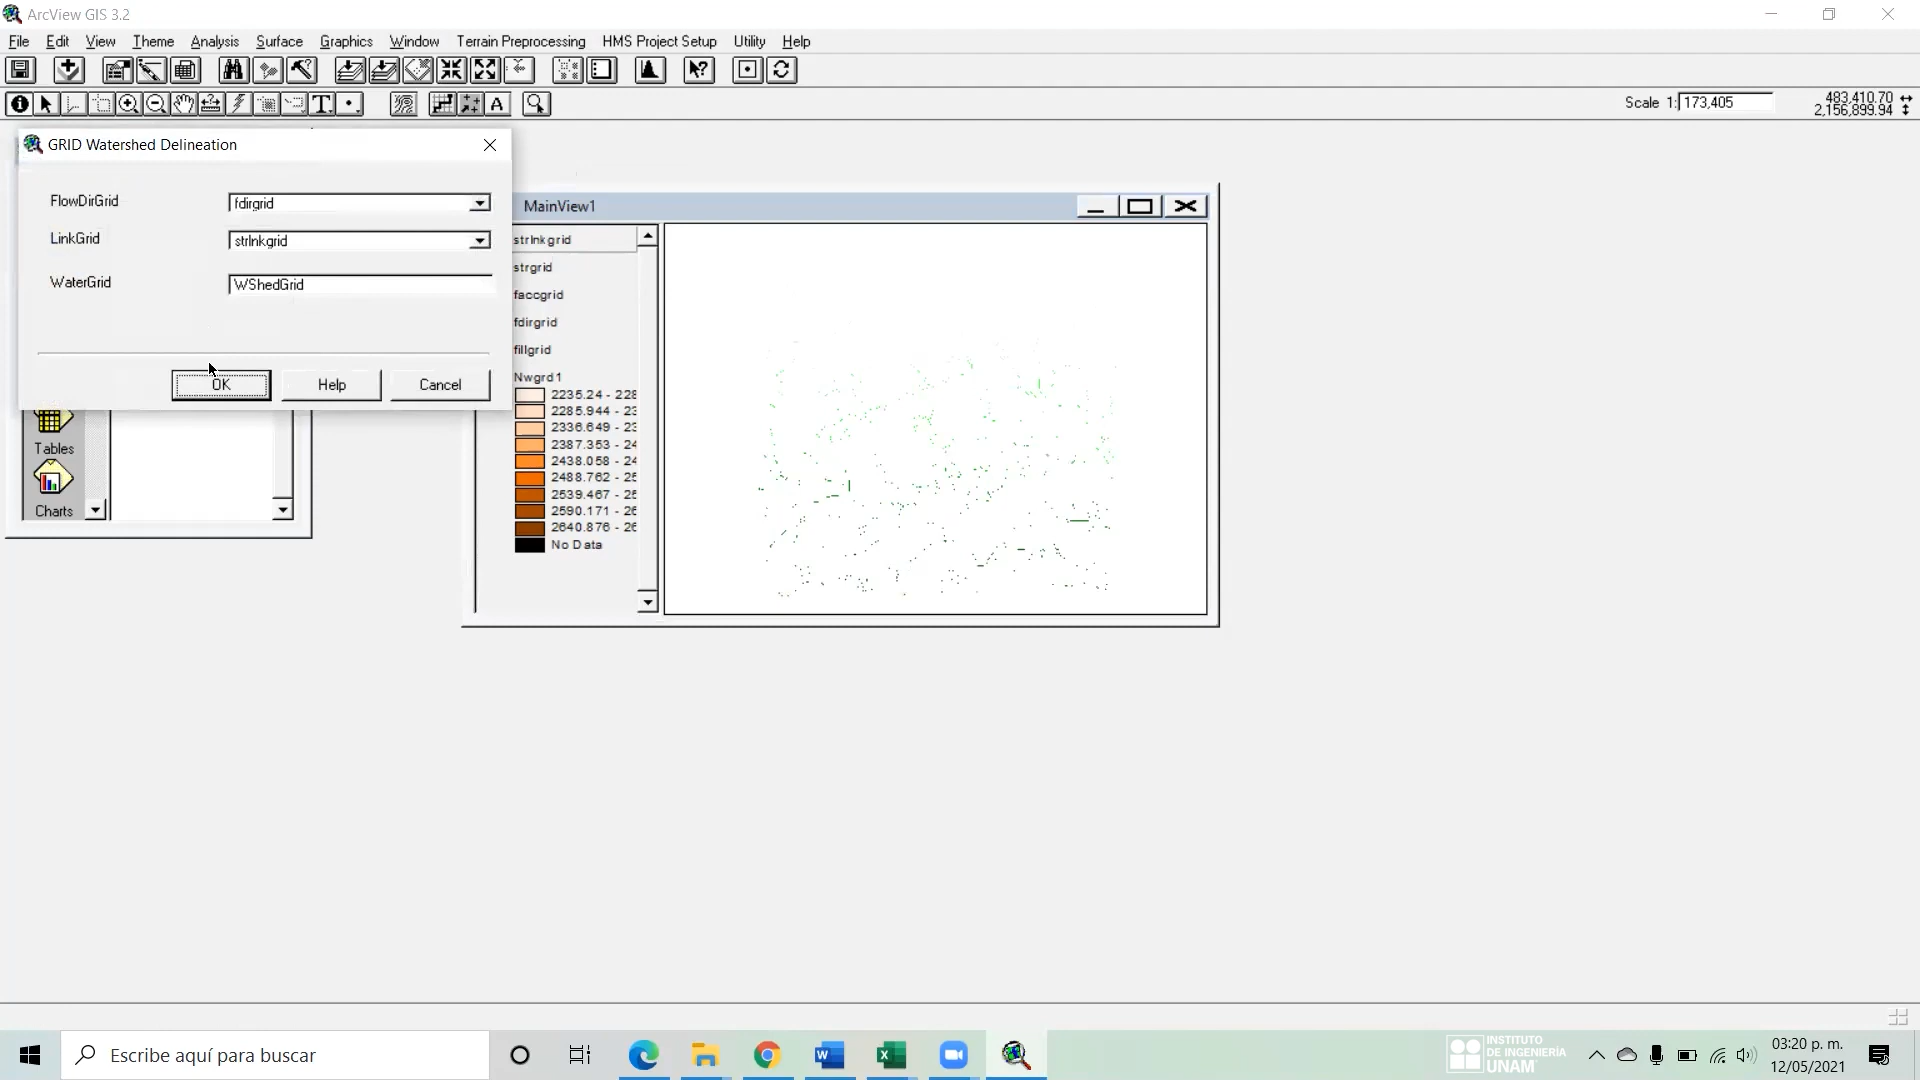 ArcView GIS 3.2
File Edit View Theme Analysis Surface Graphics Window Terrain Preprocessing HMS Project Setup Utility Help
Scale 1: 173,405
483,410.70
2,156,899.94
GRID Watershed Delineation
FlowDirGrid fdirgrid
LinkGrid strlnkgrid
WaterGrid WShedGrid
OK Help Cancel
Tables
Charts
MainView1
strlnkgrid
strgrid
faccgrid
fdirgrid
fillgrid
Nwgrd1
2235.24 - 228
2285.944 - 23
2336.649 - 23
2387.353 - 24
2438.058 - 24
2488.762 - 25
2539.467 - 25
2590.171 - 26
2640.876 - 26
No Data
Escribe aquí para buscar
INSTITUTO
DE INGENIERÍA
UNAM
03:20 p. m.
12/05/2021